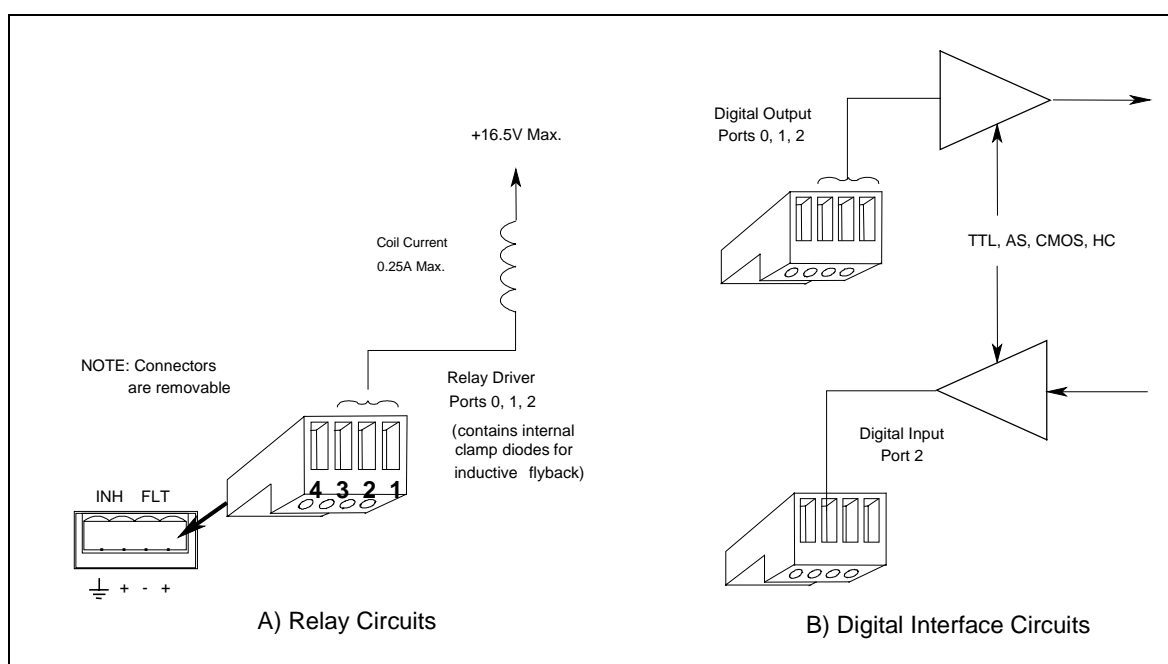 +16.5V Max.
Coil Current
0.25A Max.
NOTE: Connectors
are removable
Relay Driver
Ports 0, 1, 2
(contains internal
clamp diodes for
inductive flyback)
4 3 2 1
INH FLT
+ - +
A) Relay Circuits
Digital Output
Ports 0, 1, 2
TTL, AS, CMOS, HC
Digital Input
Port 2
B) Digital Interface Circuits